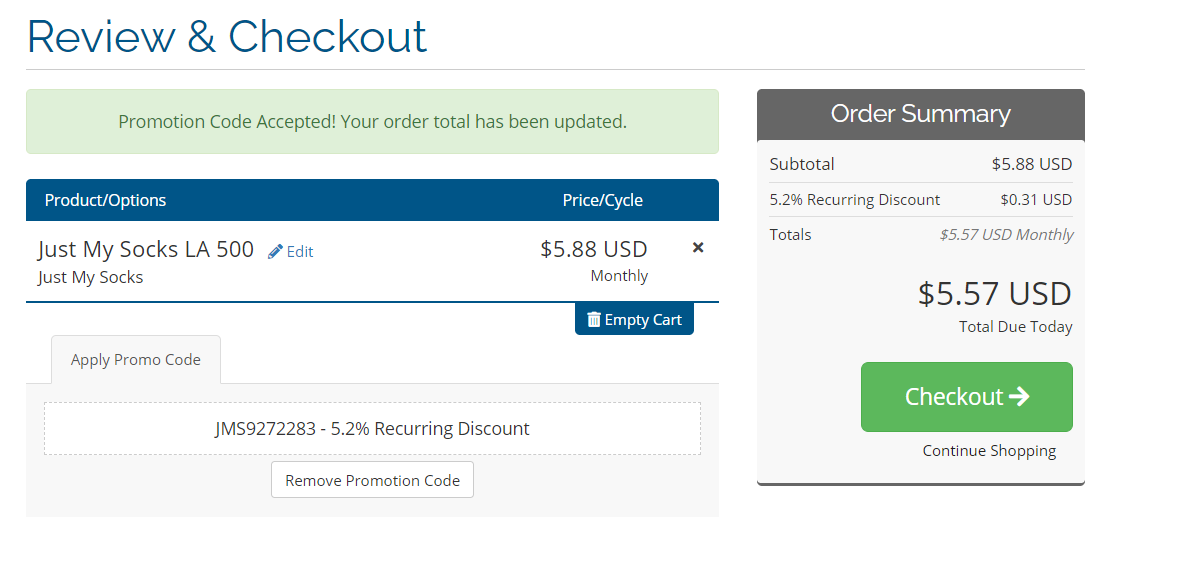 Review & Checkout
Promotion Code Accepted! Your order total has been updated.
Product/Options Price/Cycle
Just My Socks LA 500 Edit $5.88 USD
Just My Socks Monthly
Empty Cart
Apply Promo Code
JMS9272283 - 5.2% Recurring Discount
Remove Promotion Code
Order Summary
Subtotal $5.88 USD
5.2% Recurring Discount $0.31 USD
Totals $5.57 USD Monthly
$5.57 USD
Total Due Today
Checkout
Continue Shopping